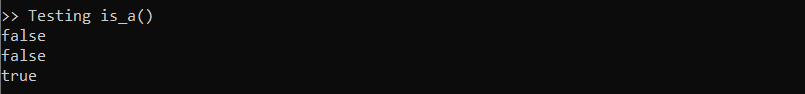 >> Testing is_a()
false
false
true